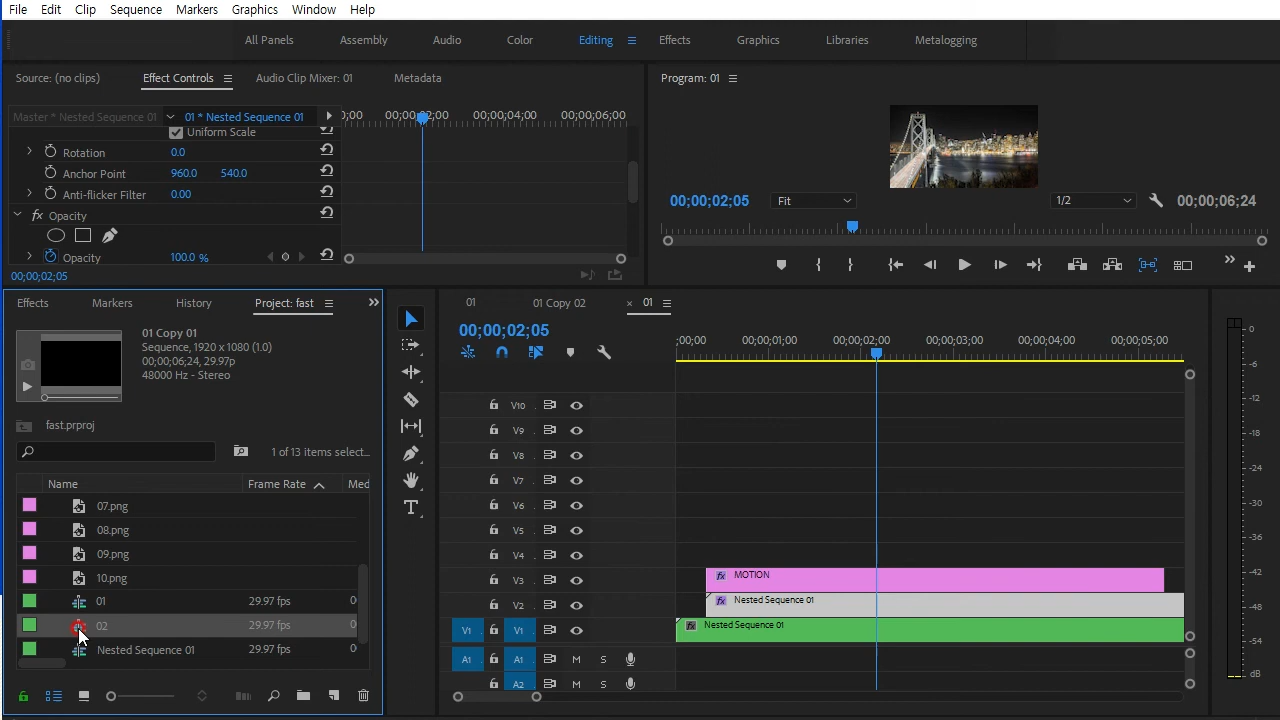 File Edit Clip Sequence Markers Graphics Window Help
All Panels Assembly Audio Color Editing Effects Graphics Libraries Metalogging
Source: (no clips) Effect Controls Audio Clip Mixer: 01 Metadata
Master * Nested Sequence 01 01 * Nested Sequence 01
;00 00;00;02;00 00;00;04;00 00;00;06;00
Uniform Scale
Rotation 0.0
Anchor Point 960.0 540.0
Anti-flicker Filter 0.00
fx Opacity
Opacity 100.0 %
00;00;02;05
Program: 01
00;00;02;05 Fit 1/2 00;00;06;24
Effects Markers History Project: fast
01 Copy 01
Sequence, 1920 x 1080 (1.0)
00;00;06;24, 29.97p
48000 Hz - Stereo
fast.prproj
1 of 13 items select...
Name Frame Rate Med
07.png
08.png
09.png
10.png
01 29.97 fps 0
02 29.97 fps 0
Nested Sequence 01 29.97 fps 0
T
01 01 Copy 02 01
00;00;02;05
;00;00 00;00;01;00 00;00;02;00 00;00;03;00 00;00;04;00 00;00;05;00
V10
V9
V8
V7
V6
V5
V4
V3 fx MOTION
V2 fx Nested Sequence 01
V1 V1 fx Nested Sequence 01
A1 A1 M S
A2 M S
0
-6
-12
-18
-24
-30
-36
-42
-48
-54
dB